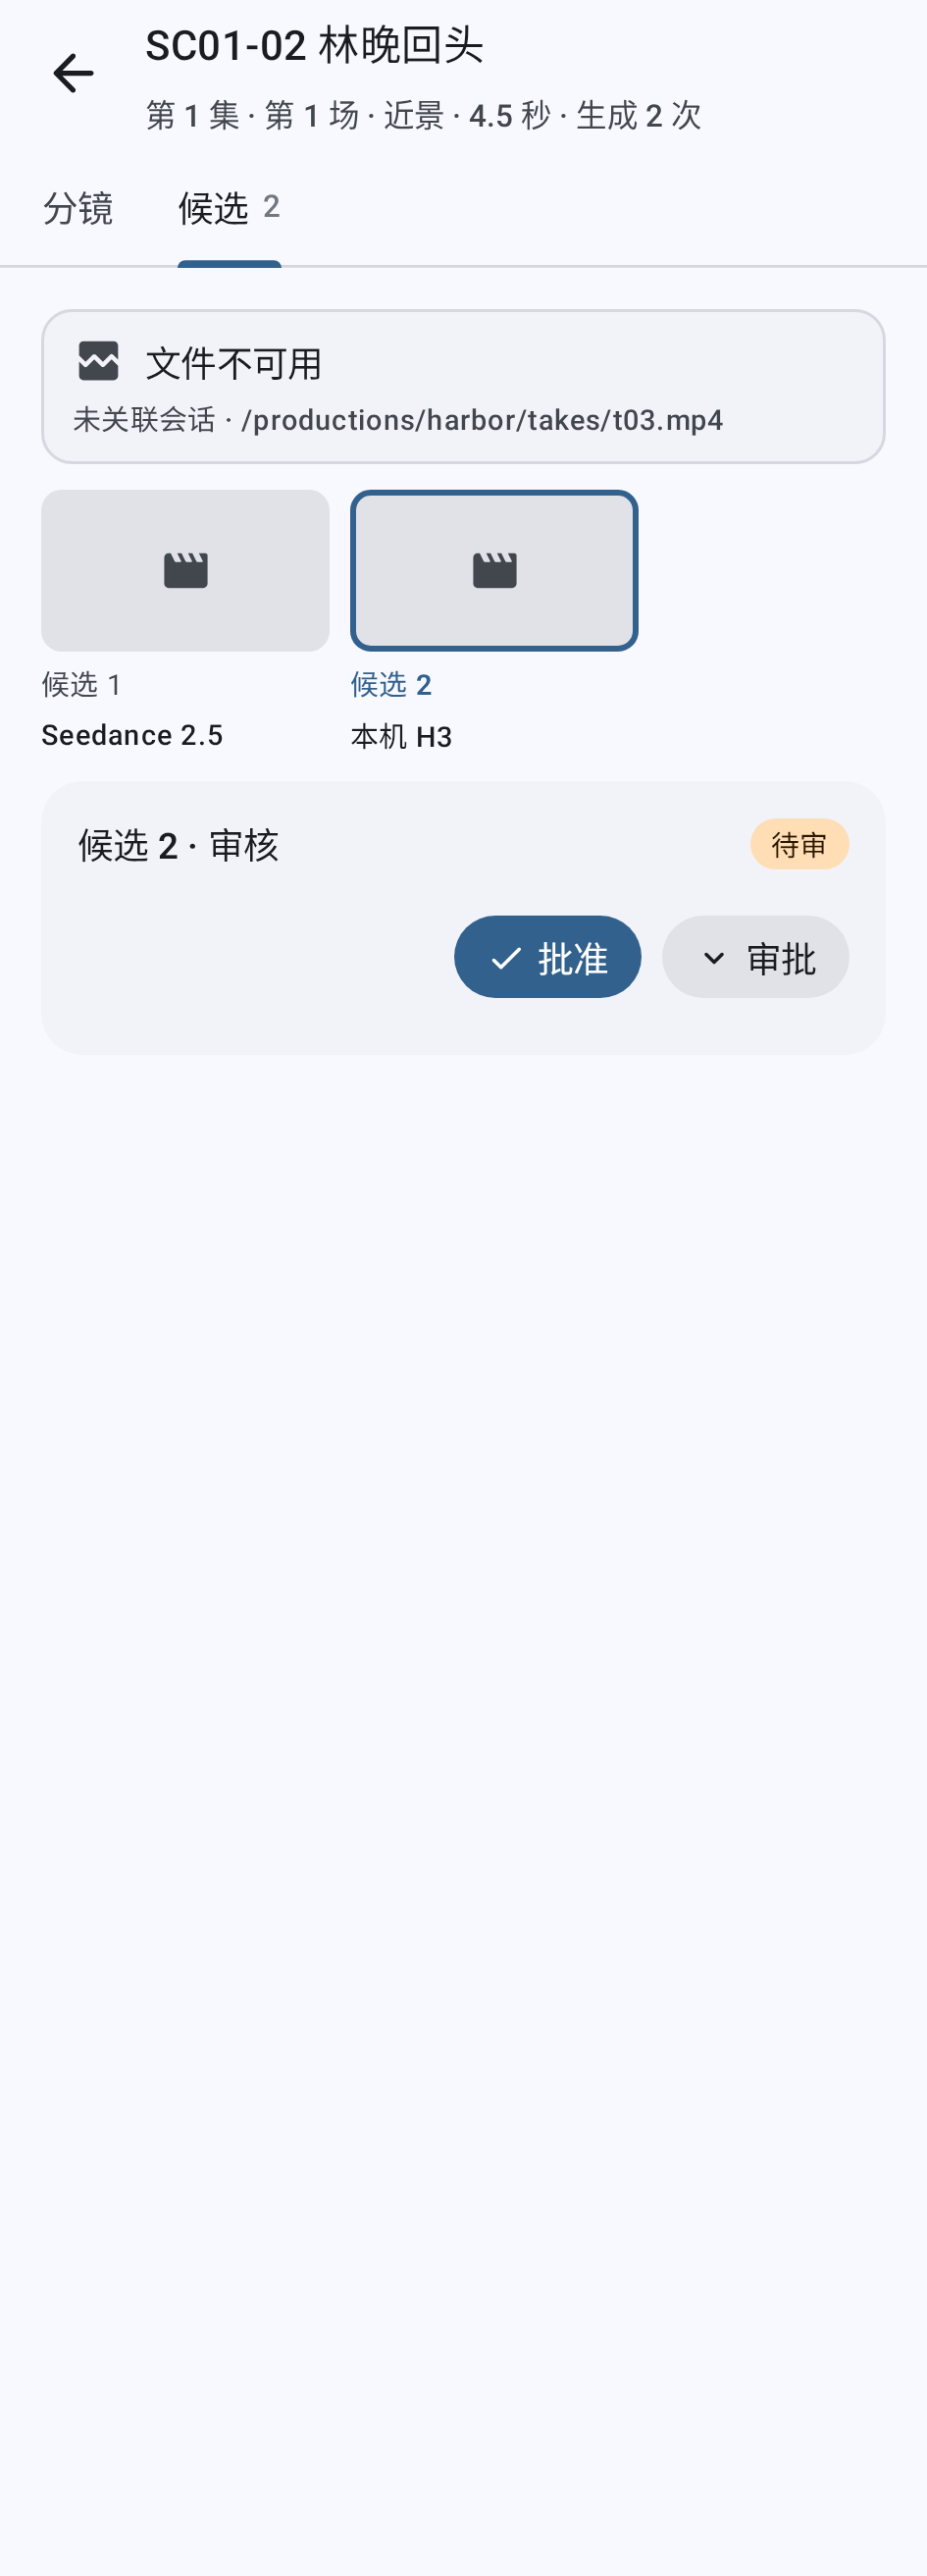 SC01-02 林晚回头
第 1 集 · 第 1 场 · 近景 · 4.5 秒 · 生成 2 次
分镜 候选 2
文件不可用
未关联会话 · /productions/harbor/takes/t03.mp4
候选 1 候选 2
Seedance 2.5 本机 H3
候选 2 · 审核 待审
批准 审批